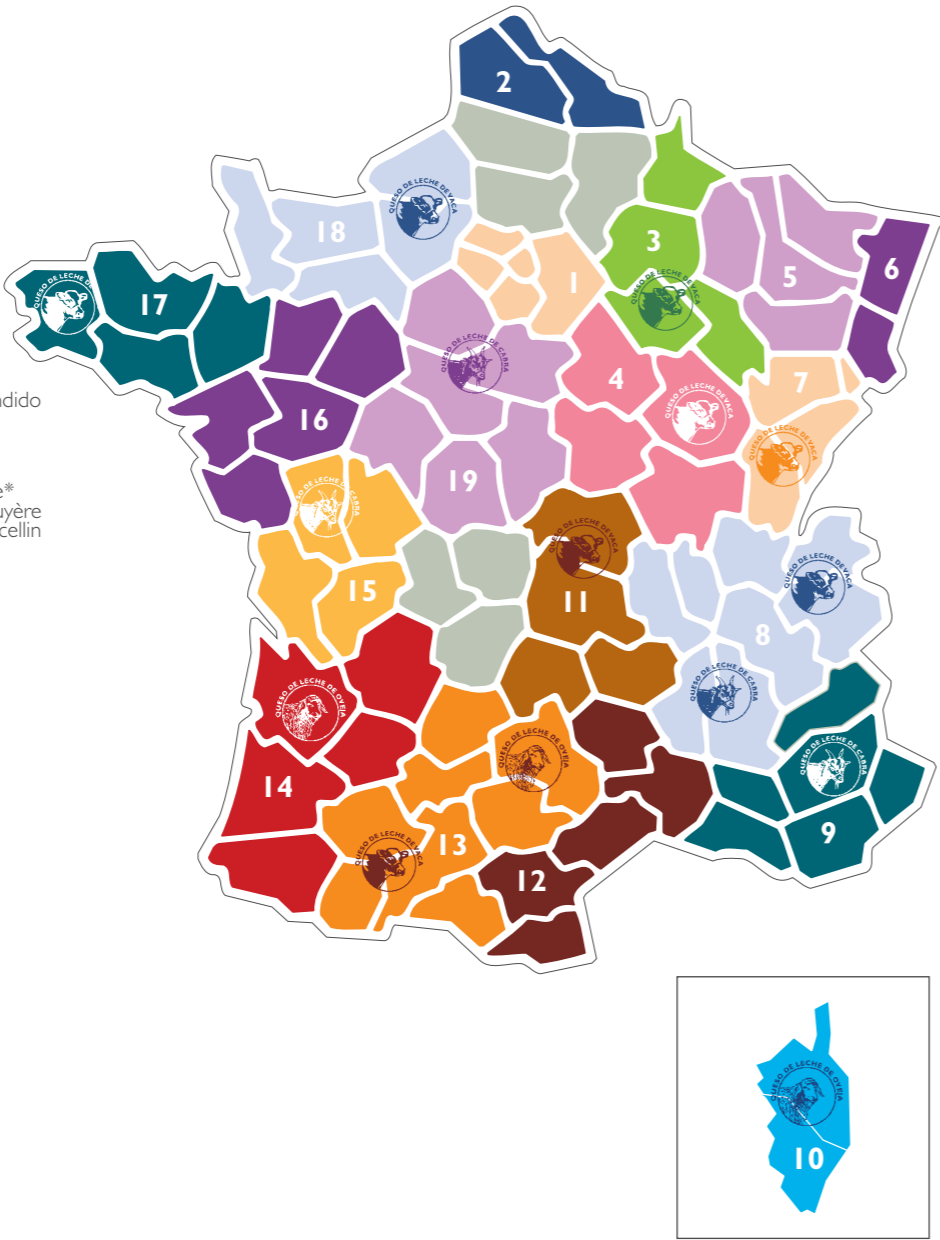 2
QUESO DE LECHE DE VACA
18
3
5
6
1
QUESO DE LECHE DE
17
QUESO DE LECHE DE VACA
QUESO DE LECHE DE CABRA
4
7
QUESO DE LECHE DE VACA
ndido
16
QUESO DE LECHE DE VACA
19
e*
uyère
cellin
QUESO DE LECHE DE CABRA
QUESO DE LECHE DE VACA
QUESO DE LECHE DE VACA
15
11
8
QUESO DE LECHE DE CABRA
QUESO DE LECHE DE OVEJA
QUESO DE LECHE DE OVEJA
QUESO DE LECHE DE CABRA
14
13
9
QUESO DE LECHE DE VACA
12
QUESO DE LECHE DE OVEJA
10